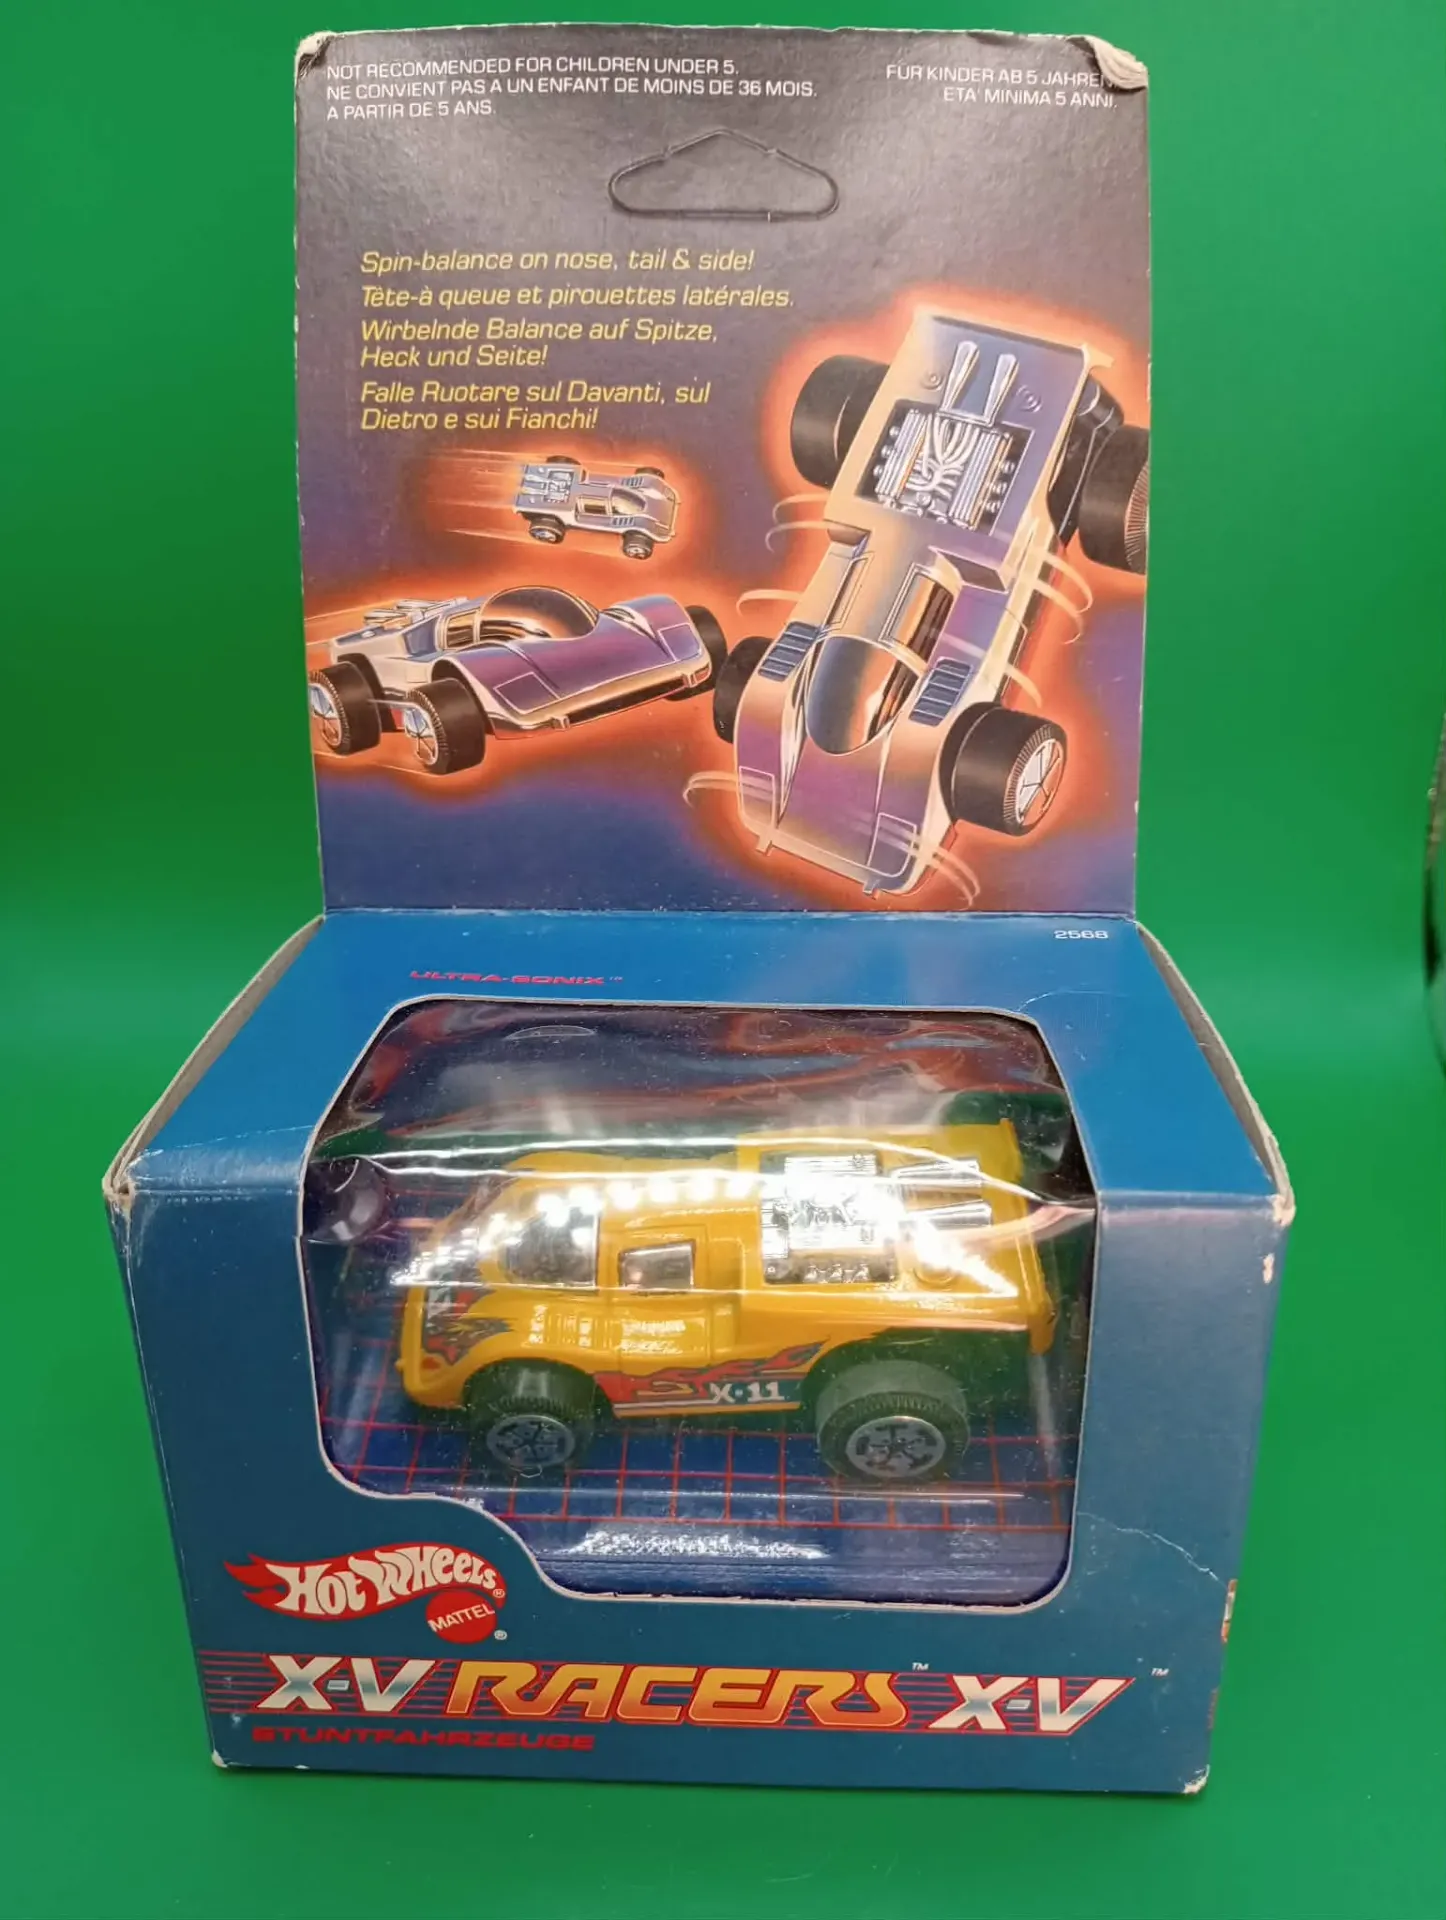 NOT RECOMMENDED FOR CHILDREN UNDER 5.
NE CONVIENT PAS A UN ENFANT DE MOINS DE 36 MOIS.
A PARTIR DE 5 ANS.
FÜR KINDER AB 5 JAHREN.
ETA' MINIMA 5 ANNI.
Spin-balance on nose, tail & side!
Tête-à queue et pirouettes latérales.
Wirbelnde Balance auf Spitze,
Heck und Seite!
Falle Ruotare sul Davanti, sul
Dietro e sui Fianchi!
2568
ULTRA-SONIX™
X-11
HOT WHEELS®
MATTEL®
X-V RACERS™ X-V™
STUNTFAHRZEUGE